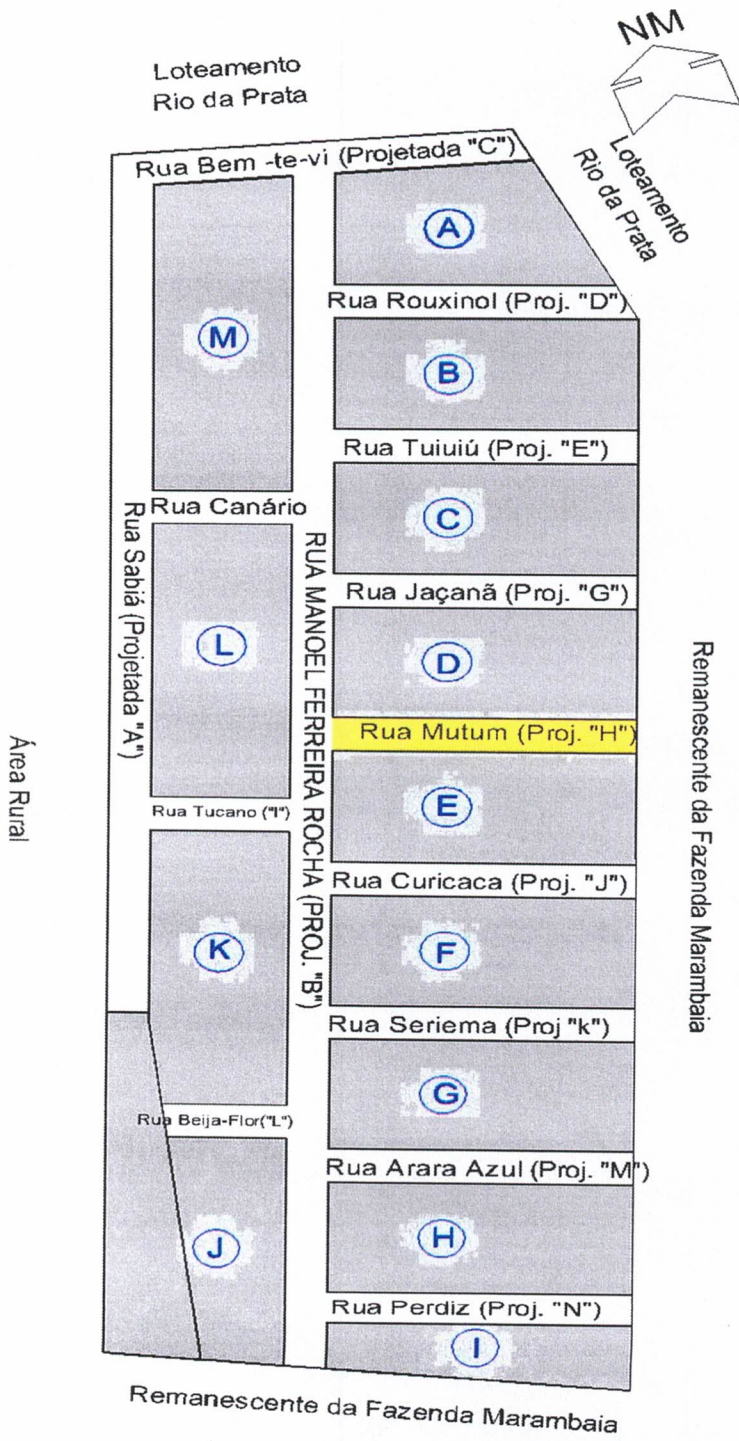 NM
Loteamento
Rio da Prata
Loteamento
Rio da Prata
Rua Bem -te-vi (Projetada "C")
A
Rua Rouxinol (Proj. "D")
M
B
Rua Tuiuiú (Proj. "E")
C
Rua Canário
Rua Sabiá (Projetada "A")
RUA MANOEL FERREIRA ROCHA (PROJ. "B")
Rua Jaçanã (Proj. "G")
L
D
Rua Mutum (Proj. "H")
Área Rural
Remanescente da Fazenda Marambaia
Rua Tucano ("I")
E
Rua Curicaca (Proj. "J")
K
F
Rua Seriema (Proj "k")
G
Rua Beija-Flor("L")
Rua Arara Azul (Proj. "M")
J
H
Rua Perdiz (Proj. "N")
I
Remanescente da Fazenda Marambaia